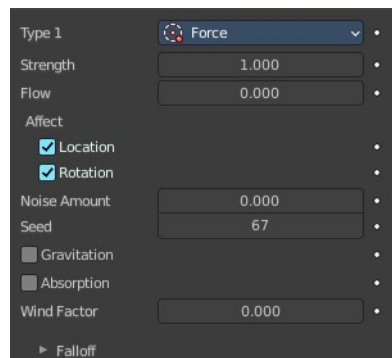 Type 1 Force
Strength 1.000
Flow 0.000
Affect
Location
Rotation
Noise Amount 0.000
Seed 67
Gravitation
Absorption
Wind Factor 0.000
Falloff